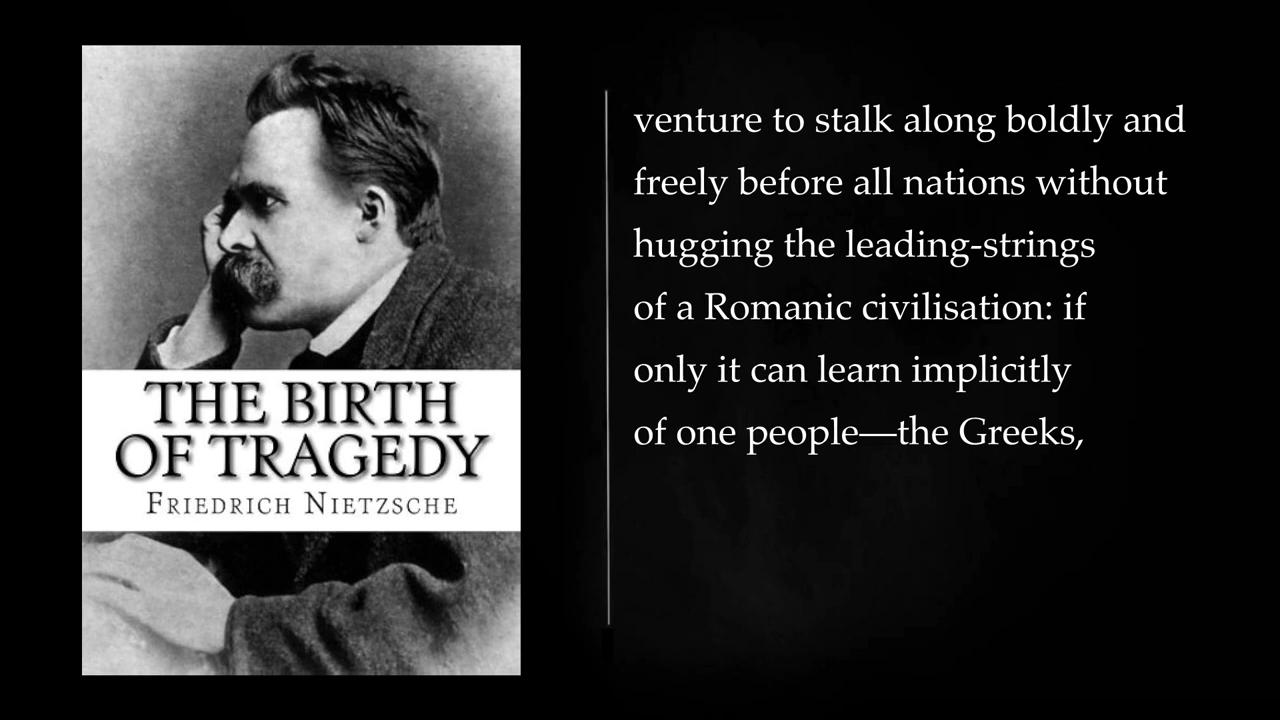 THE BIRTH
OF TRAGEDY
FRIEDRICH NIETZSCHE
venture to stalk along boldly and
freely before all nations without
hugging the leading-strings
of a Romanic civilisation: if
only it can learn implicitly
of one people—the Greeks,